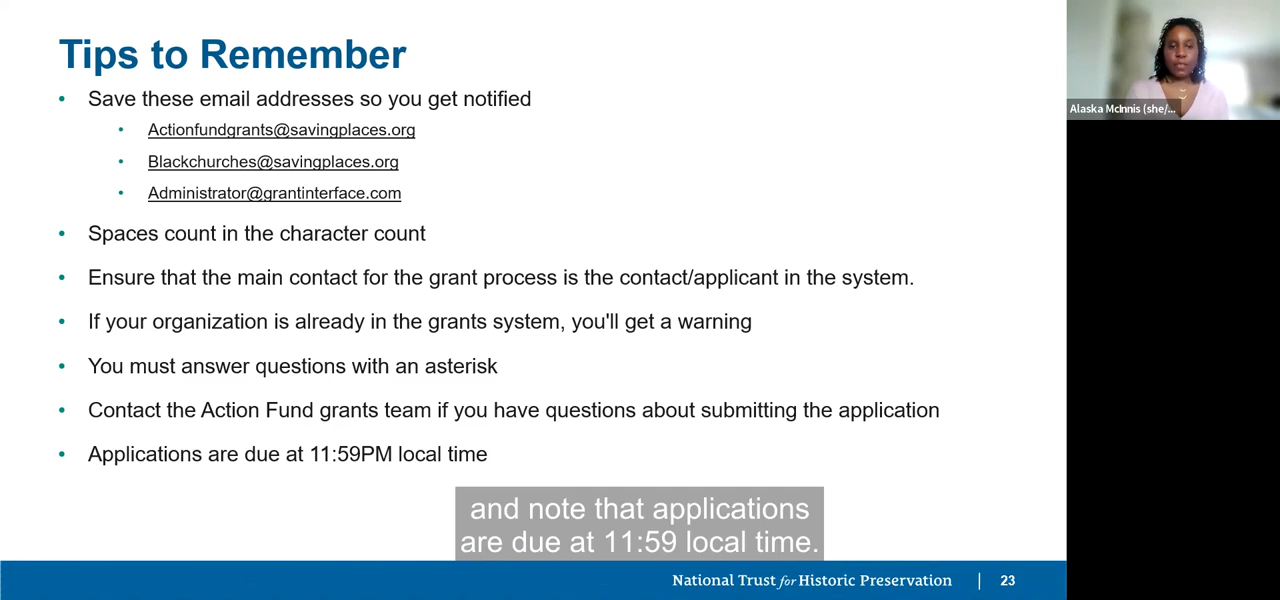 Tips to Remember
• Save these email addresses so you get notified
• Actionfundgrants@savingplaces.org
• Blackchurches@savingplaces.org
• Administrator@grantinterface.com
• Spaces count in the character count
• Ensure that the main contact for the grant process is the contact/applicant in the system.
• If your organization is already in the grants system, you'll get a warning
• You must answer questions with an asterisk
• Contact the Action Fund grants team if you have questions about submitting the application
• Applications are due at 11:59PM local time
and note that applications
are due at 11:59 local time.
National Trust for Historic Preservation | 23
Alaska McInnis (she/...